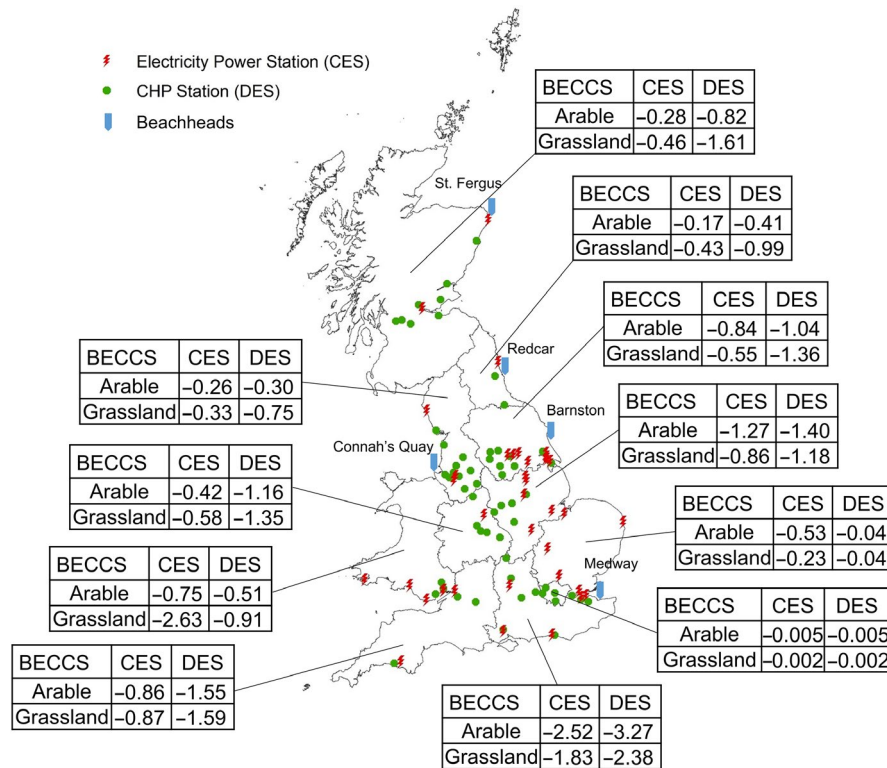 Electricity Power Station (CES)
CHP Station (DES)
Beachheads
BECCS CES DES
Arable –0.28 –0.82
Grassland –0.46 –1.61
St. Fergus
BECCS CES DES
Arable –0.17 –0.41
Grassland –0.43 –0.99
BECCS CES DES
Arable –0.84 –1.04
Grassland –0.55 –1.36
Redcar
BECCS CES DES
Arable –0.26 –0.30
Grassland –0.33 –0.75
BECCS CES DES
Arable –1.27 –1.40
Grassland –0.86 –1.18
Barnston
Connah's Quay
BECCS CES DES
Arable –0.42 –1.16
Grassland –0.58 –1.35
BECCS CES DES
Arable –0.53 –0.04
Grassland –0.23 –0.04
Medway
BECCS CES DES
Arable –0.75 –0.51
Grassland –2.63 –0.91
BECCS CES DES
Arable –0.005 –0.005
Grassland –0.002 –0.002
BECCS CES DES
Arable –0.86 –1.55
Grassland –0.87 –1.59
BECCS CES DES
Arable –2.52 –3.27
Grassland –1.83 –2.38